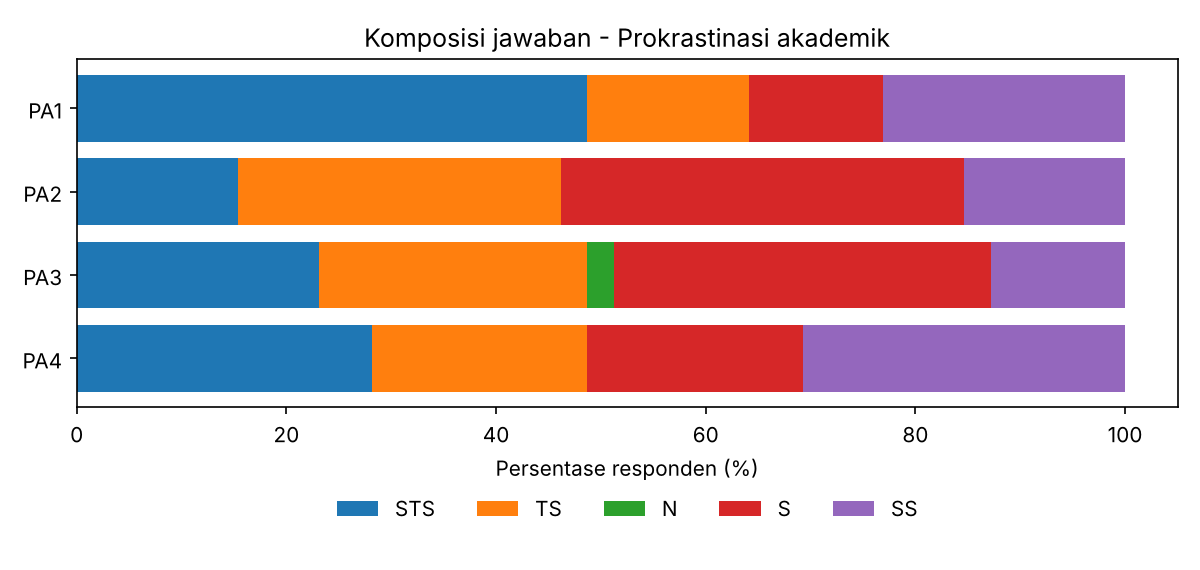 Komposisi jawaban - Prokrastinasi akademik
PA1
PA2
PA3
PA4
0 20 40 60 80 100
Persentase responden (%)
STS TS N S SS